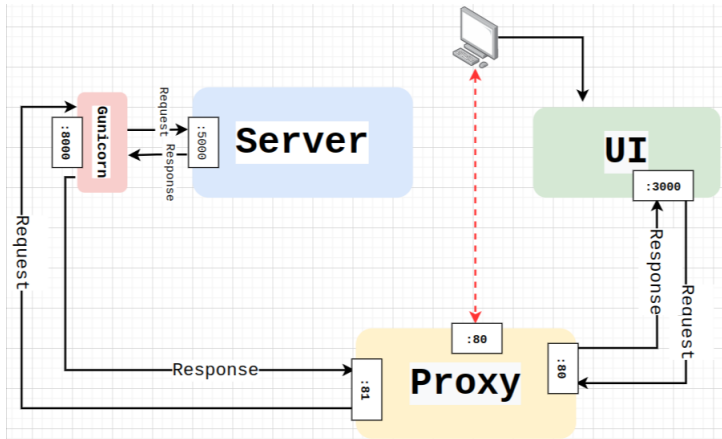 Gunicorn
:8000
Request
Response
:5000
Server
UI
:3000
Request
Response
Request
Response
:80
:80
:81
Proxy